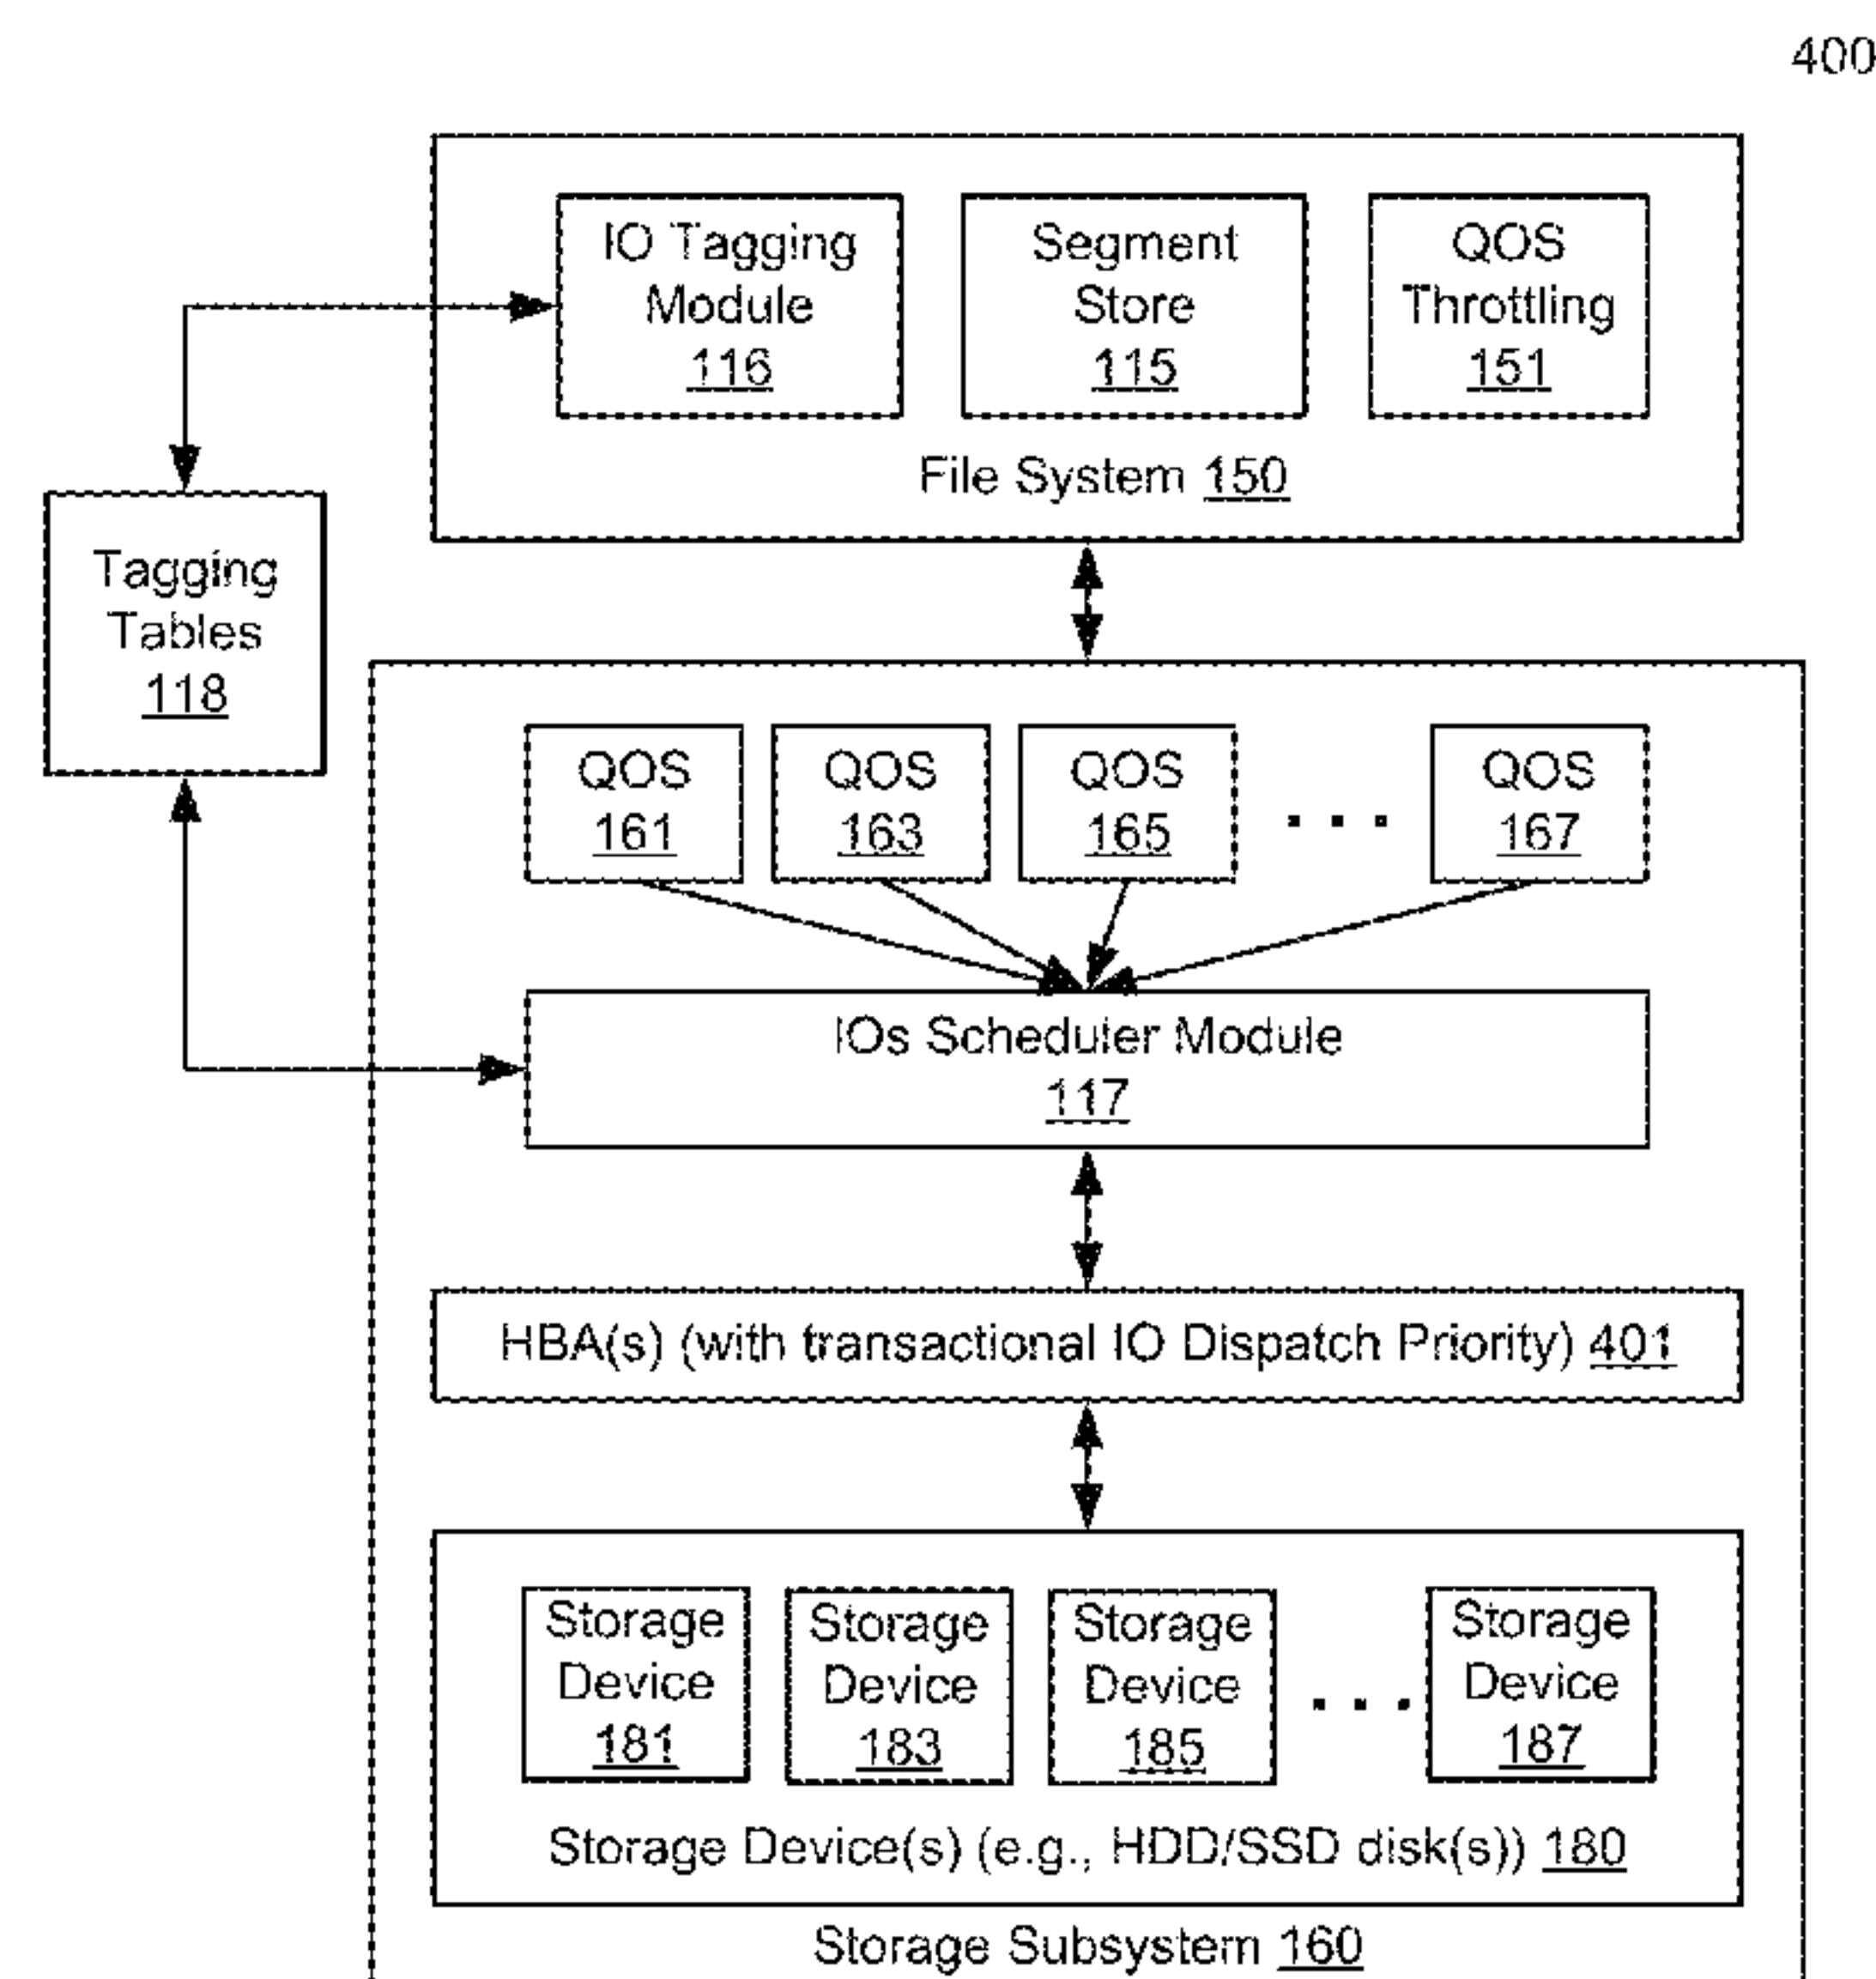 400
IO Tagging
Module
116
Segment
Store
115
QOS
Throttling
151
File System 150
Tagging
Tables
118
QOS
161
QOS
163
QOS
165
. . .
QOS
167
IOs Scheduler Module
117
HBA(s) (with transactional IO Dispatch Priority) 401
Storage
Device
181
Storage
Device
183
Storage
Device
185
. . .
Storage
Device
187
Storage Device(s) (e.g., HDD/SSD disk(s)) 180
Storage Subsystem 160